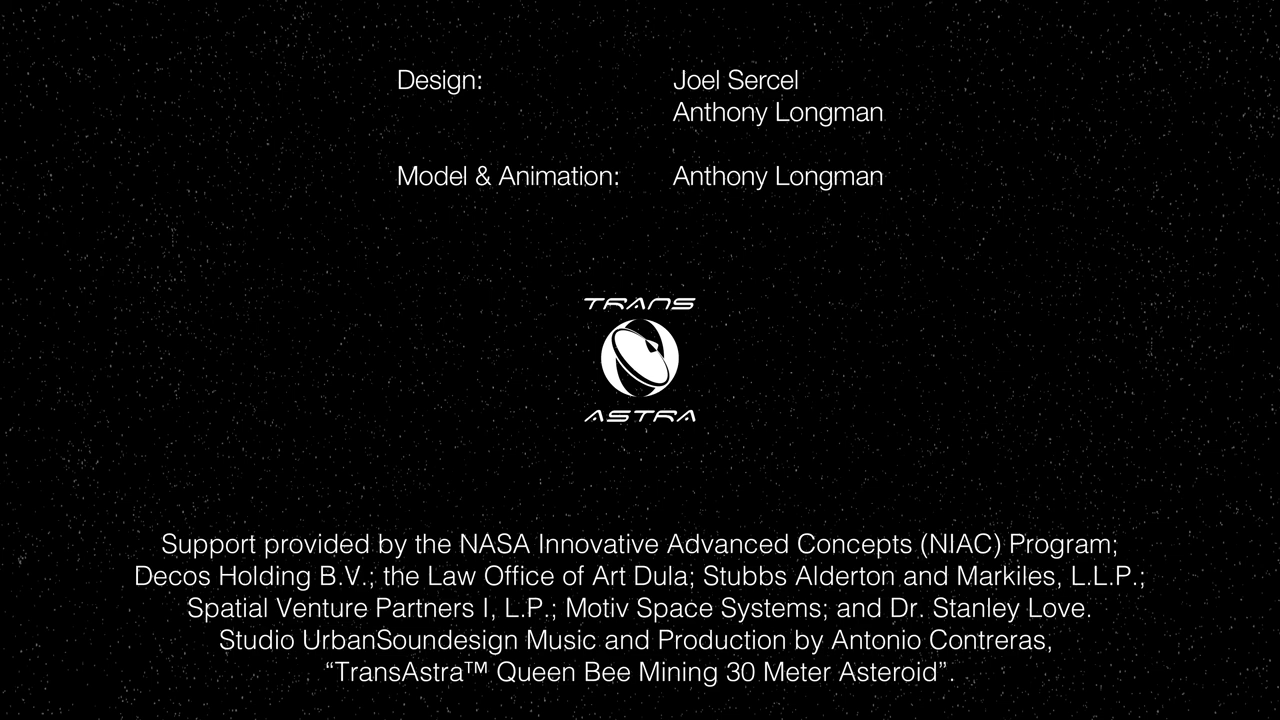 Design: Joel Sercel
Anthony Longman
Model & Animation: Anthony Longman
TRANS
ASTRA
Support provided by the NASA Innovative Advanced Concepts (NIAC) Program;
Decos Holding B.V.; the Law Office of Art Dula; Stubbs Alderton and Markiles, L.L.P.;
Spatial Venture Partners I, L.P.; Motiv Space Systems; and Dr. Stanley Love.
Studio UrbanSoundesign Music and Production by Antonio Contreras,
“TransAstra™ Queen Bee Mining 30 Meter Asteroid”.